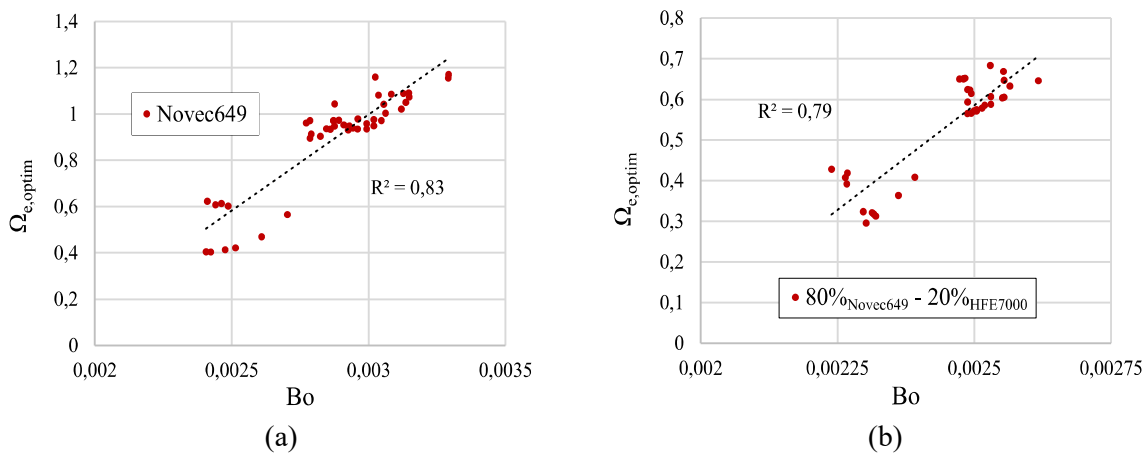 1,4
1,2
1
0,8
0,6
0,4
0,2
0
Ωe,optim
Novec649
R² = 0,83
0,002
0,0025
0,003
0,0035
Bo
(a)
0,8
0,7
0,6
0,5
0,4
0,3
0,2
0,1
0
Ωe,optim
R² = 0,79
80%Novec649 - 20%HFE7000
0,002
0,00225
0,0025
0,00275
Bo
(b)